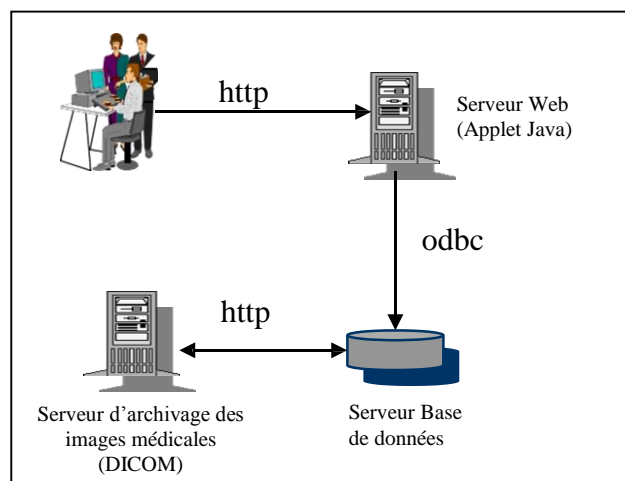 http
Serveur Web
(Applet Java)
odbc
http
Serveur d'archivage des
images médicales
(DICOM)
Serveur Base
de données